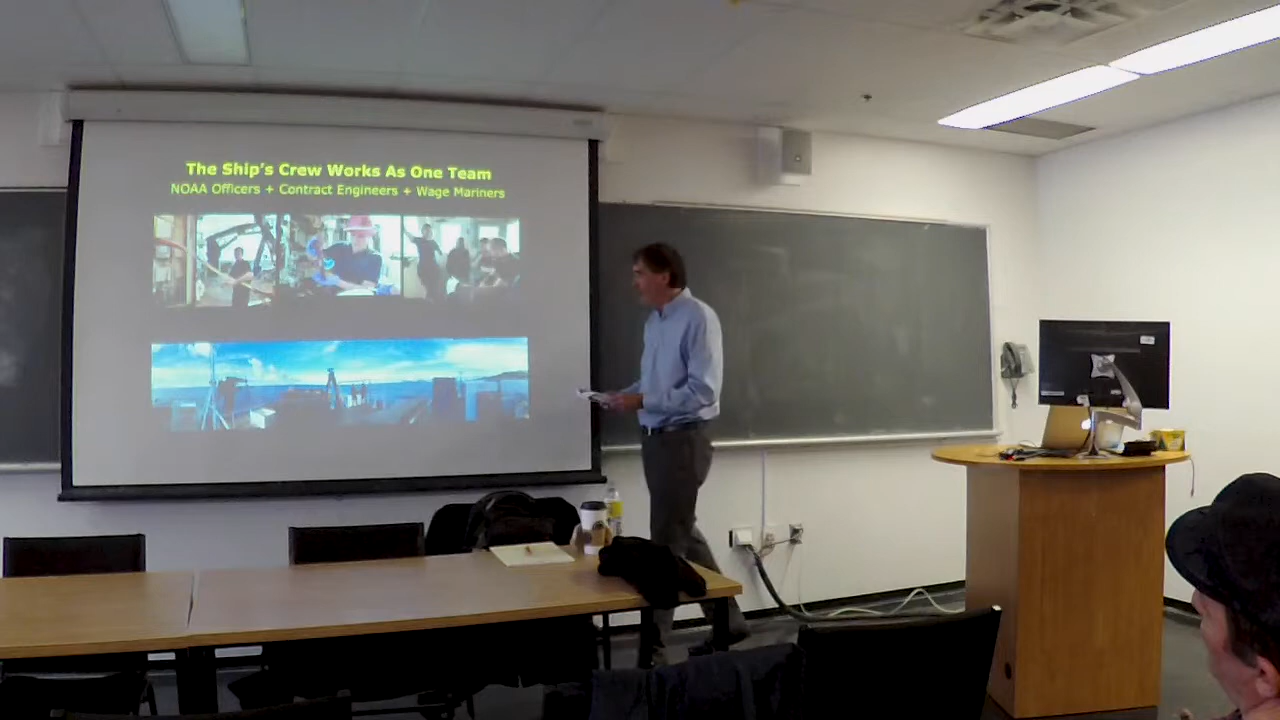 The Ship's Crew Works As One Team
NOAA Officers + Contract Engineers + Wage Mariners